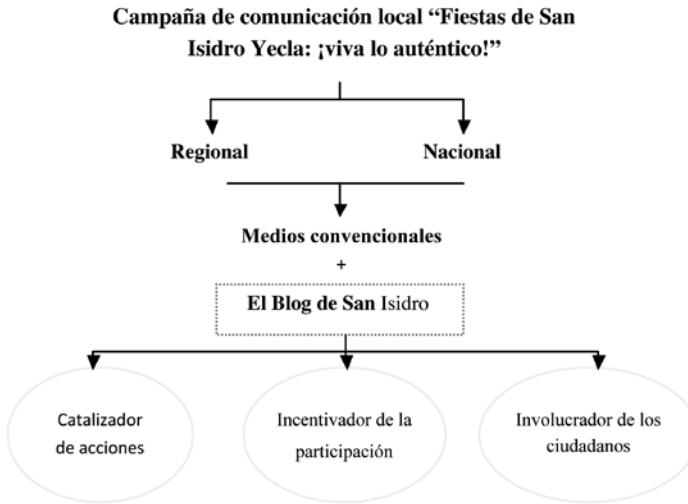 Campaña de comunicación local “Fiestas de San
Isidro Yecla: ¡viva lo auténtico!”
Regional
Nacional
Medios convencionales
+
El Blog de San Isidro
Catalizador
de acciones
Incentivador de la
participación
Involucrador de los
ciudadanos